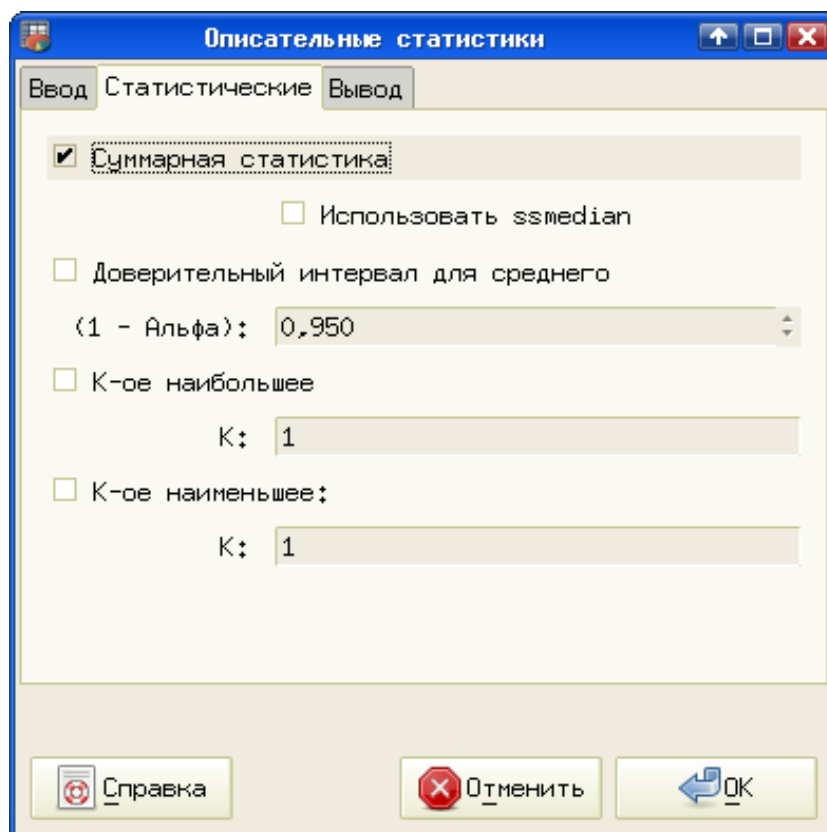 Описательные статистики
Ввод Статистические Вывод
Суммарная статистика
Использовать ssmedian
Доверительный интервал для среднего
(1 - Альфа): 0,950
К-ое наибольшее
К: 1
К-ое наименьшее:
К: 1
Справка Отменить OK